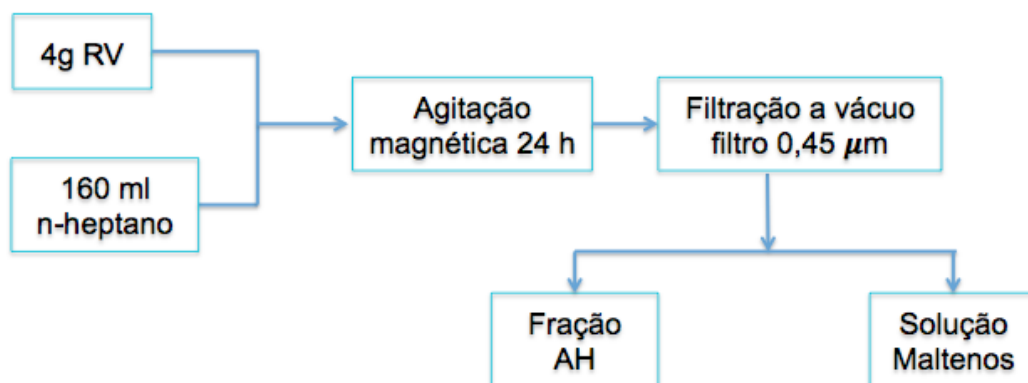 4g RV
160 ml
n-heptano
Agitação
magnética 24 h
Filtração a vácuo
filtro 0,45 μm
Fração
AH
Solução
Maltenos